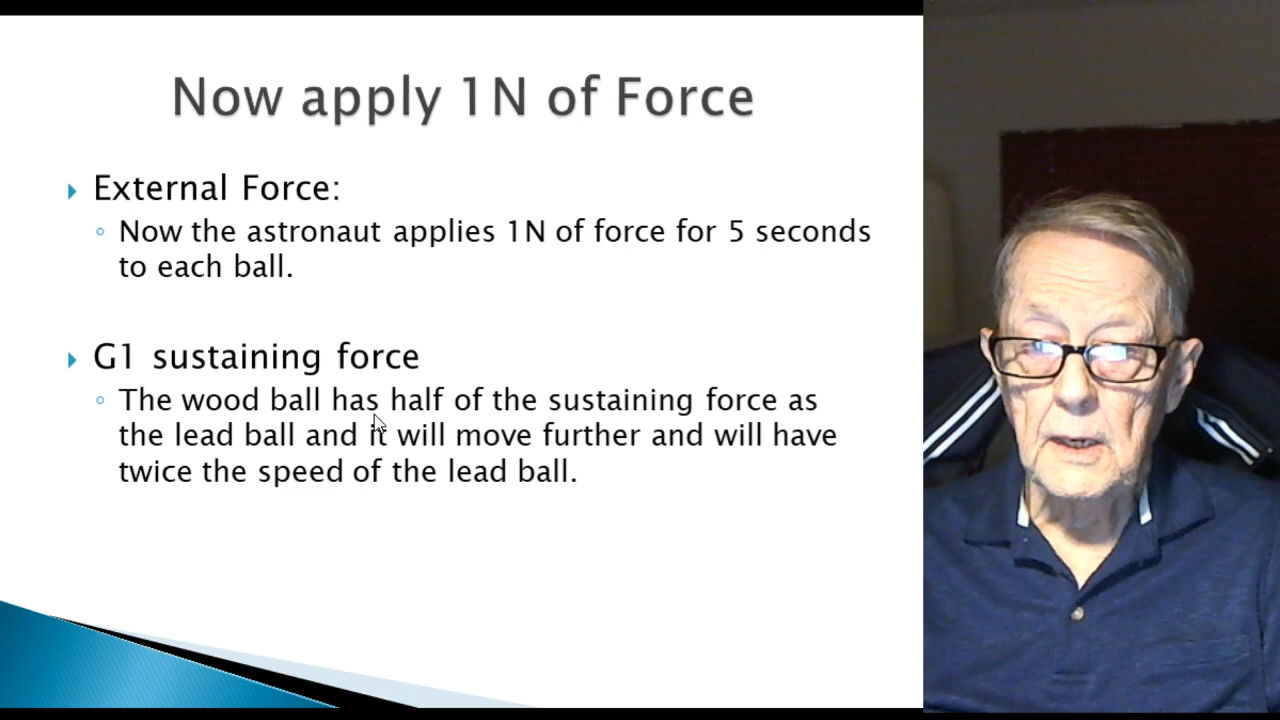 Now apply 1N of Force
External Force:
Now the astronaut applies 1N of force for 5 seconds
to each ball.
G1 sustaining force
The wood ball has half of the sustaining force as
the lead ball and it will move further and will have
twice the speed of the lead ball.